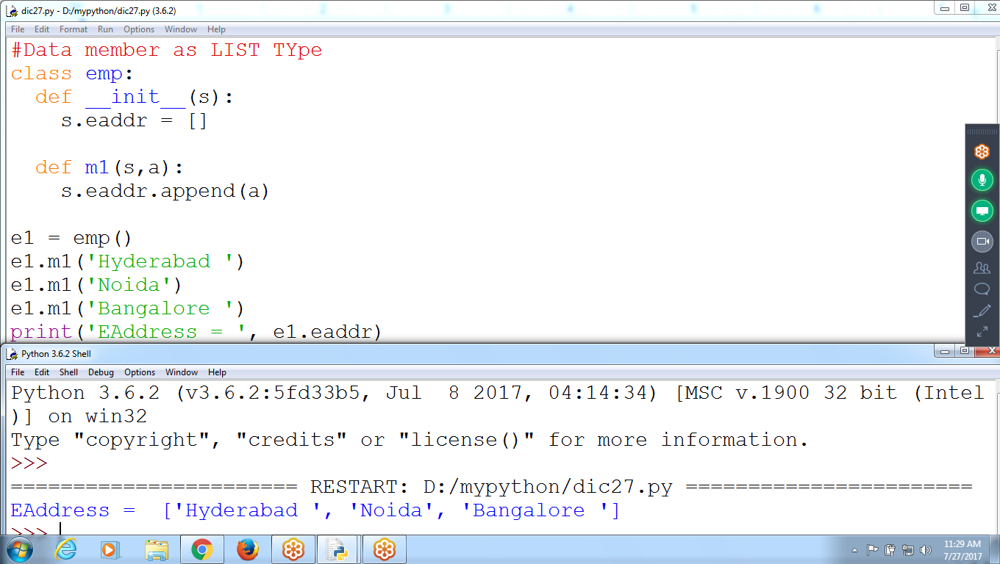 dic27.py - D:/mypython/dic27.py (3.6.2)
File Edit Format Run Options Window Help
#Data member as LIST TYpe
class emp:
  def __init__(s):
    s.eaddr = []
  def m1(s,a):
    s.eaddr.append(a)
e1 = emp()
e1.m1('Hyderabad ')
e1.m1('Noida')
e1.m1('Bangalore ')
print('EAddress = ', e1.eaddr)
Python 3.6.2 Shell
File Edit Shell Debug Options Window Help
Python 3.6.2 (v3.6.2:5fd33b5, Jul  8 2017, 04:14:34) [MSC v.1900 32 bit (Intel
)] on win32
Type "copyright", "credits" or "license()" for more information.
>>>
======================= RESTART: D:/mypython/dic27.py =======================
EAddress =  ['Hyderabad ', 'Noida', 'Bangalore ']
>>>
11:29 AM
7/27/2017